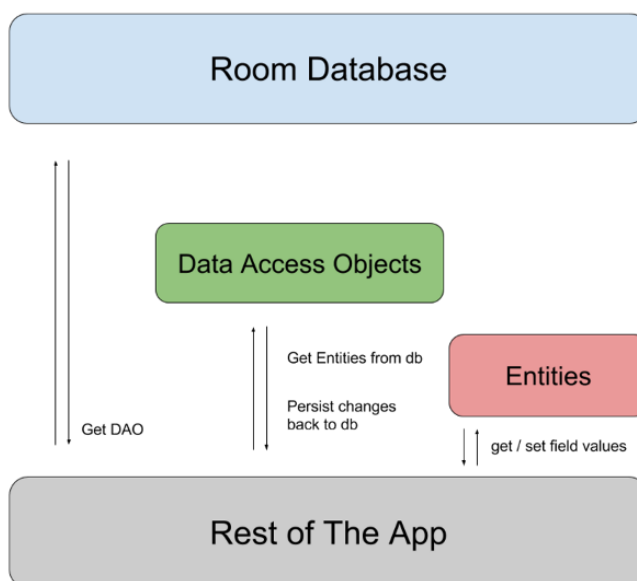 Room Database
Data Access Objects
Get Entities from db
Entities
Persist changes
back to db
Get DAO
get / set field values
Rest of The App